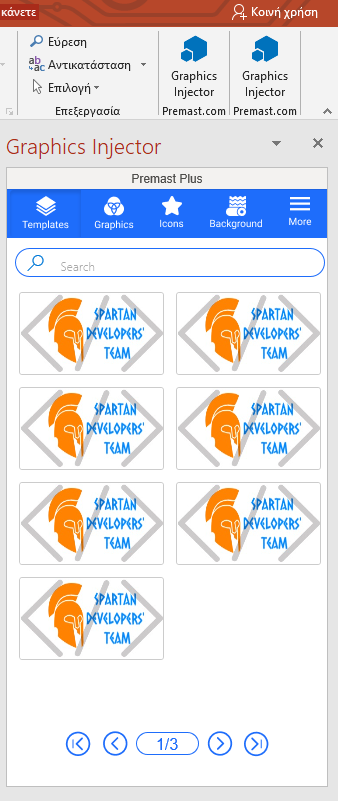 κάνετε
Κοινή χρήση
Εύρεση
Αντικατάσταση
Επιλογή
Επεξεργασία
Graphics
Injector
Premast.com
Graphics
Injector
Premast.com
Graphics Injector
Premast Plus
Templates
Graphics
Icons
Background
More
Search
SPARTAN
DEVELOPERS'
TEAM
SPARTAN
DEVELOPERS'
TEAM
SPARTAN
DEVELOPERS'
TEAM
SPARTAN
DEVELOPERS'
TEAM
SPARTAN
DEVELOPERS'
TEAM
SPARTAN
DEVELOPERS'
TEAM
SPARTAN
DEVELOPERS'
TEAM
1/3